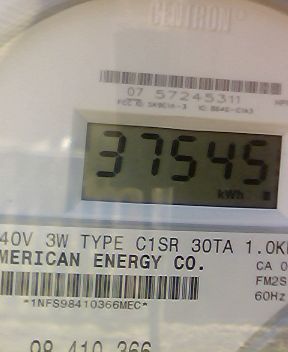 CENTRON
07 57245311
37545
kWh
40V 3W TYPE C1SR 30TA 1.0K
MERICAN ENERGY CO.
CA 0
FM2S
60Hz
*1NFS98410366MEC*
98 410 366